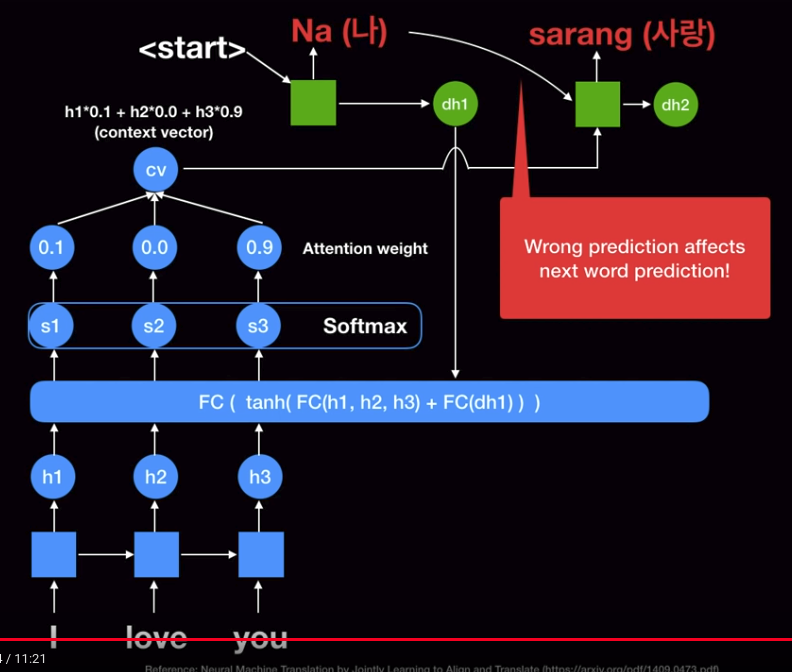 Na (나)
sarang (사랑)
<start>
h1*0.1 + h2*0.0 + h3*0.9
(context vector)
dh1
dh2
cv
Wrong prediction affects
next word prediction!
0.1 0.0 0.9 Attention weight
s1 s2 s3 Softmax
FC ( tanh( FC(h1, h2, h3) + FC(dh1) ) )
h1 h2 h3
I love you
/ 11:21
Reference: Neural Machine Translation by Jointly Learning to Align and Translate (https://arxiv.org/pdf/1409.0473.pdf)